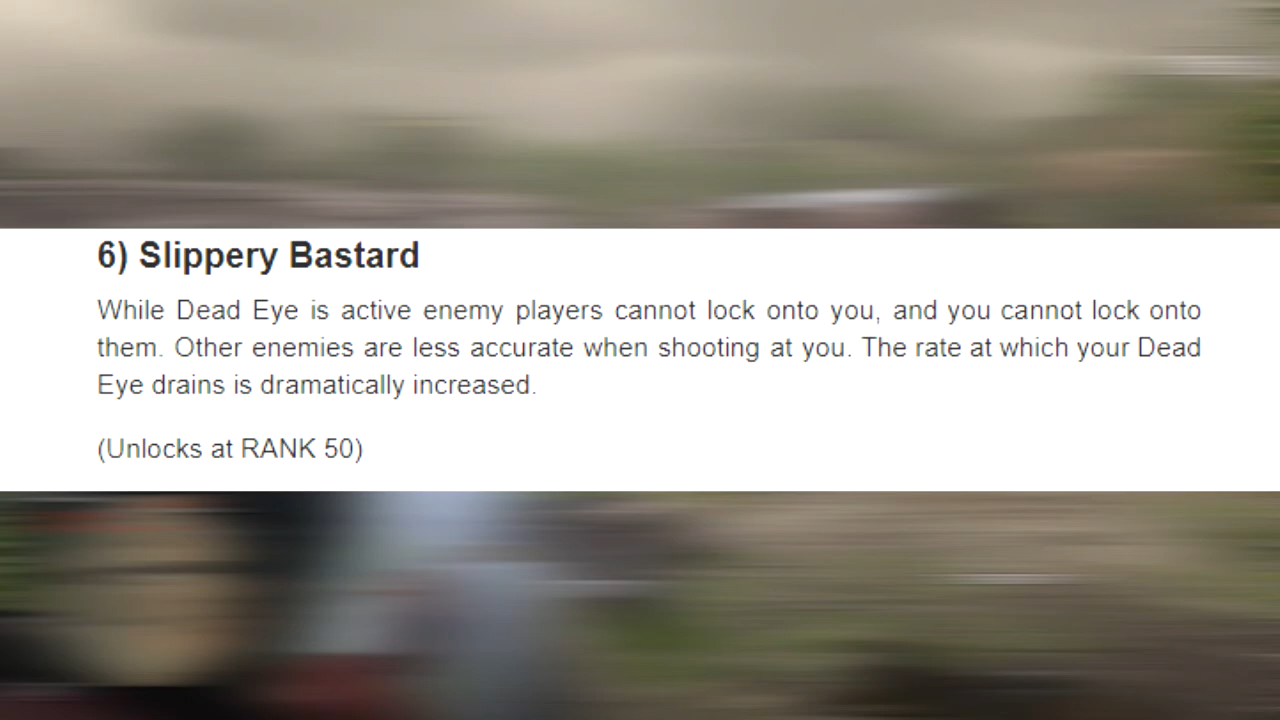 6) Slippery Bastard
While Dead Eye is active enemy players cannot lock onto you, and you cannot lock onto
them. Other enemies are less accurate when shooting at you. The rate at which your Dead
Eye drains is dramatically increased.
(Unlocks at RANK 50)